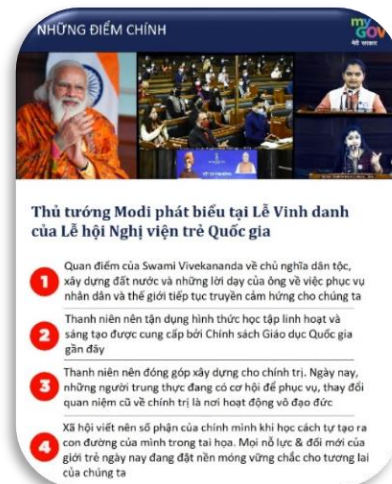 NHỮNG ĐIỂM CHÍNH
my
GOV
मेरी सरकार
Thủ tướng Modi phát biểu tại Lễ Vinh danh
của Lễ hội Nghị viện trẻ Quốc gia
1
Quan điểm của Swami Vivekananda về chủ nghĩa dân tộc,
xây dựng đất nước và những lời dạy của ông về việc phục vụ
nhân dân và thế giới tiếp tục truyền cảm hứng cho chúng ta
2
Thanh niên nên tận dụng hình thức học tập linh hoạt và
sáng tạo được cung cấp bởi Chính sách Giáo dục Quốc gia
gần đây
3
Thanh niên nên đóng góp xây dựng cho chính trị. Ngày nay,
những người trung thực đang có cơ hội để phục vụ, thay đổi
quan niệm cũ về chính trị là nơi hoạt động vô đạo đức
4
Xã hội viết nên số phận của chính mình khi học cách tự tạo ra
con đường của mình trong tai họa. Mọi nỗ lực & đổi mới của
giới trẻ ngày nay đang đặt nền móng vững chắc cho tương lai
của chúng ta